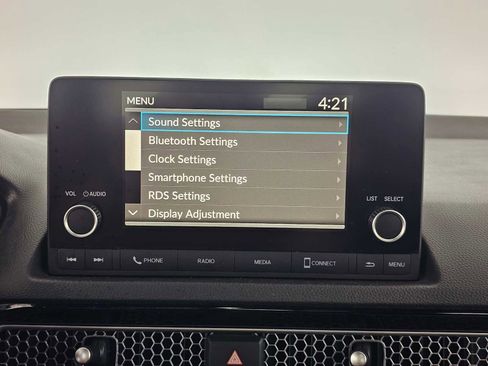 MENU 4:21
Sound Settings
Bluetooth Settings
Clock Settings
Smartphone Settings
RDS Settings
Display Adjustment
VOL AUDIO
LIST SELECT
PHONE RADIO MEDIA CONNECT MENU